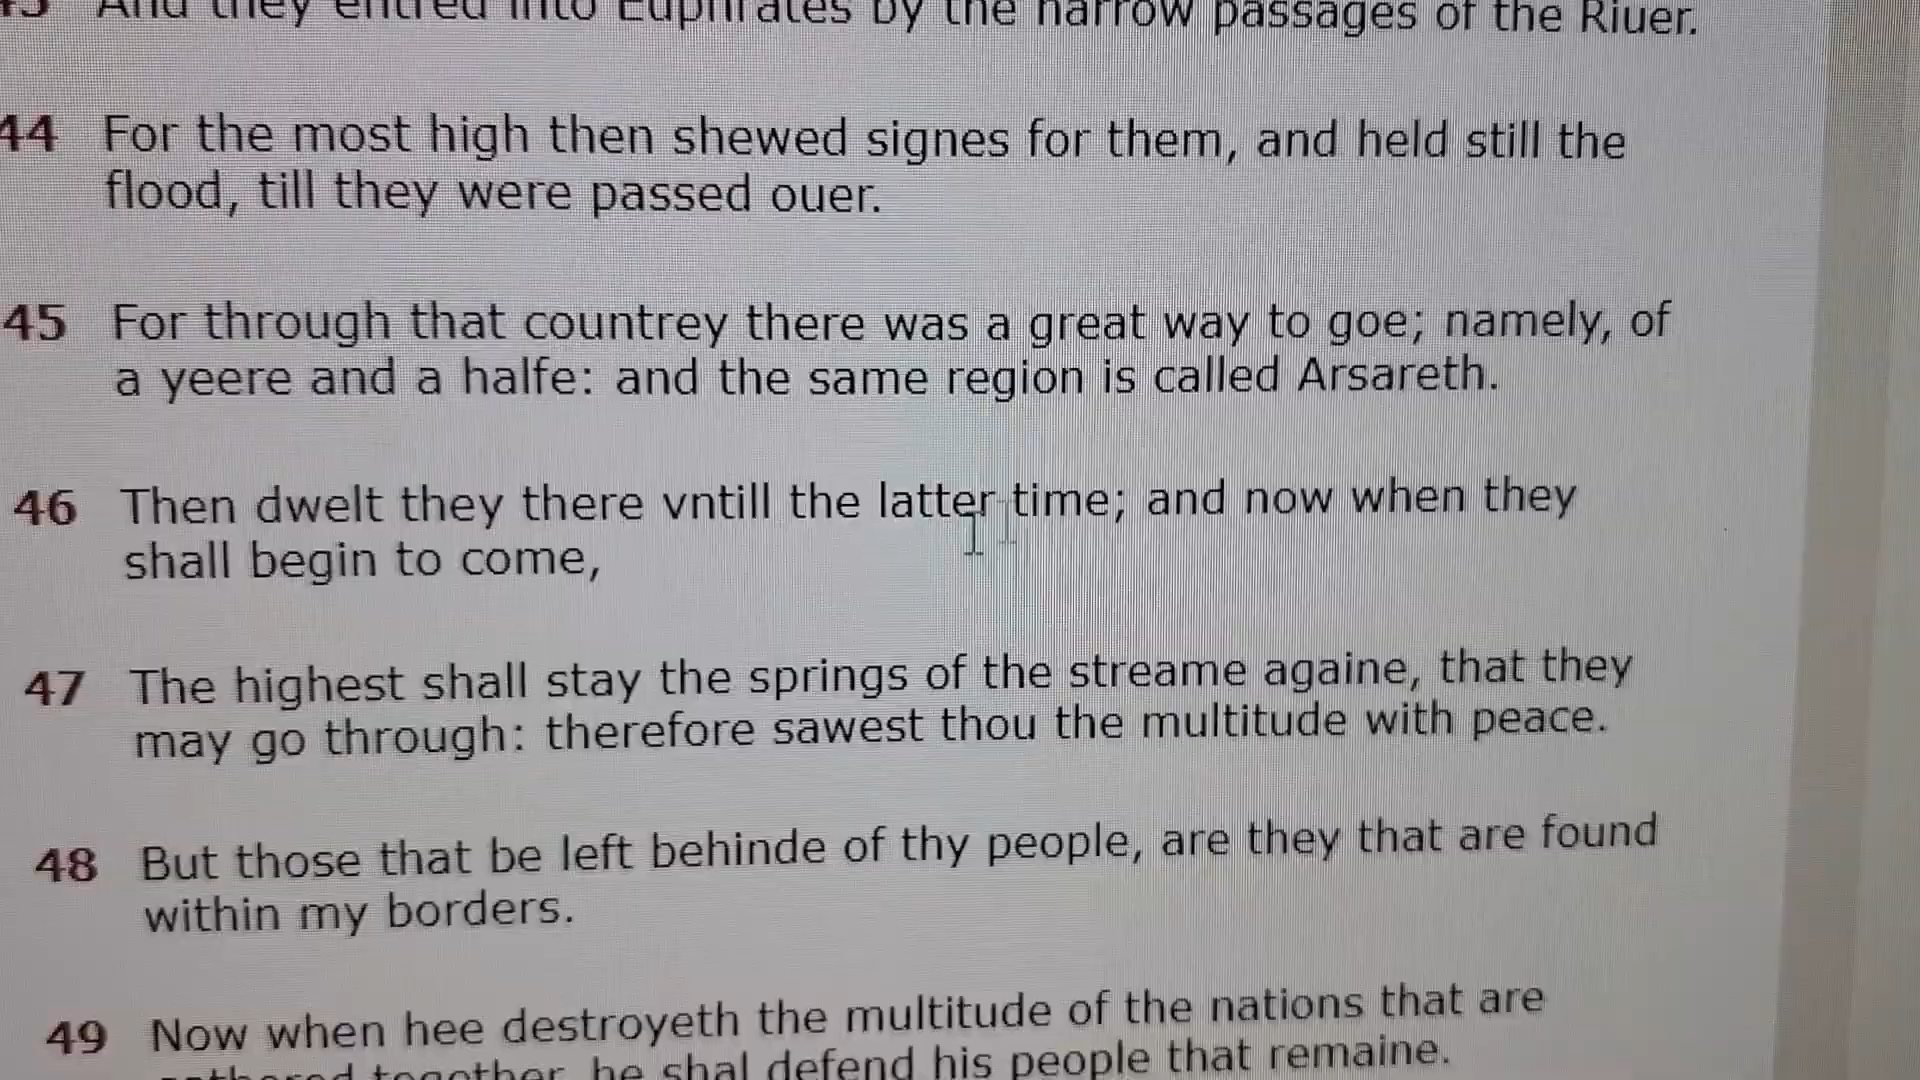 And they entred into Euphrates by the narrow passages of the Riuer.
44 For the most high then shewed signes for them, and held still the
flood, till they were passed ouer.
45 For through that countrey there was a great way to goe; namely, of
a yeere and a halfe: and the same region is called Arsareth.
46 Then dwelt they there vntill the latter time; and now when they
shall begin to come,
47 The highest shall stay the springs of the streame againe, that they
may go through: therefore sawest thou the multitude with peace.
48 But those that be left behinde of thy people, are they that are found
within my borders.
49 Now when hee destroyeth the multitude of the nations that are
gathered together, he shal defend his people that remaine.